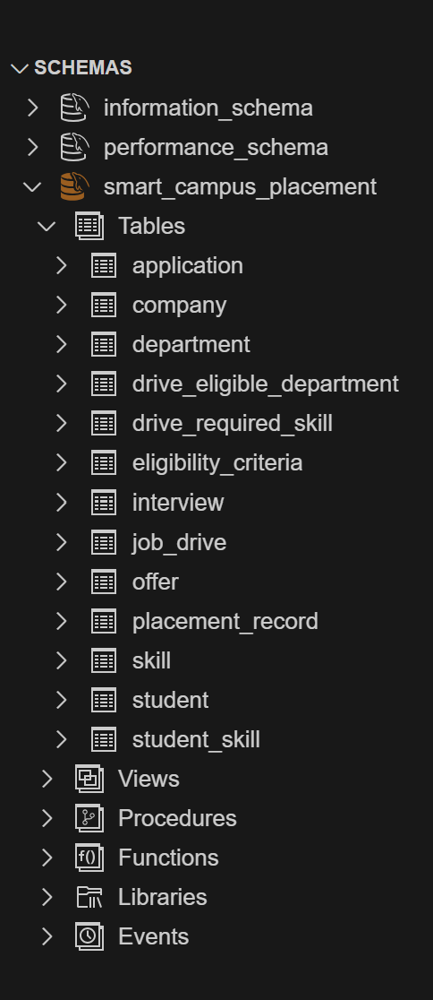 SCHEMAS
information_schema
performance_schema
smart_campus_placement
Tables
application
company
department
drive_eligible_department
drive_required_skill
eligibility_criteria
interview
job_drive
offer
placement_record
skill
student
student_skill
Views
Procedures
f() Functions
Libraries
Events